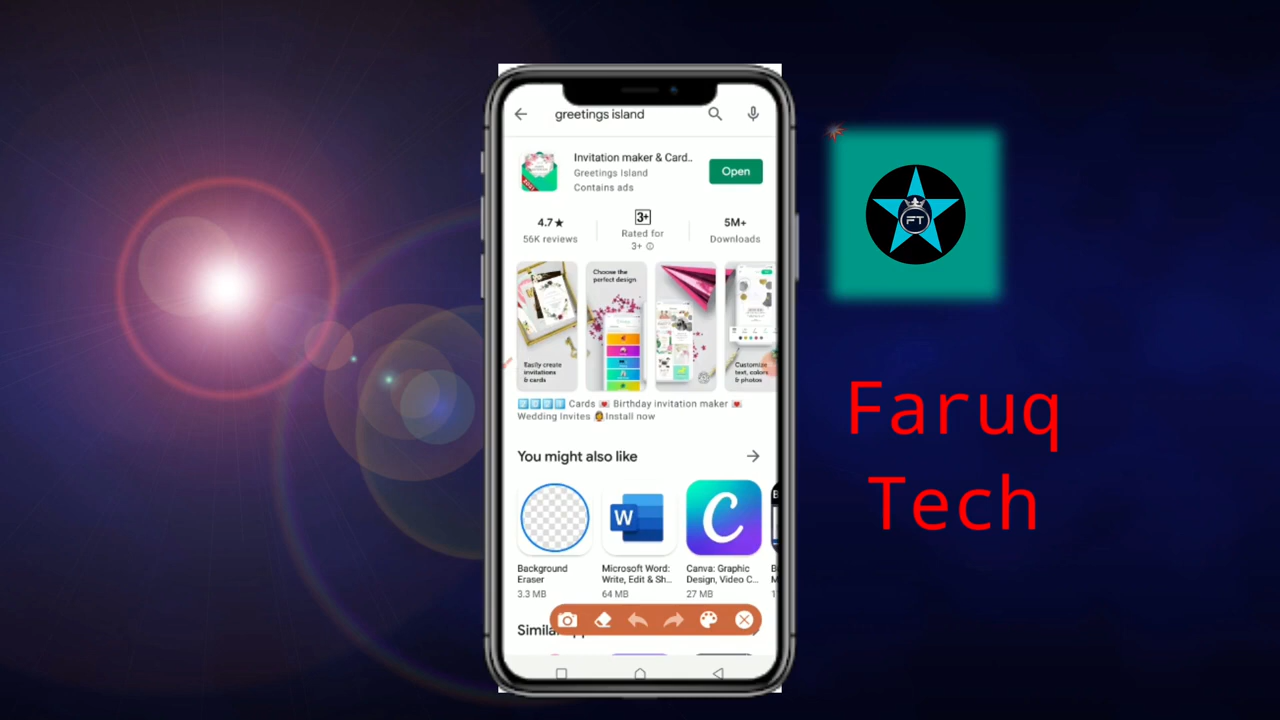 greetings island
Invitation maker & Card..
Greetings Island
Contains ads
Open
4.7★
56K reviews
3+
Rated for
3+
5M+
Downloads
Easily create
invitations
& cards
Choose the
perfect design
Customize
text, colors
& photos
Cards 💌 Birthday invitation maker 💌
Wedding Invites 👰Install now
You might also like
W
C
Background
Eraser
3.3 MB
Microsoft Word:
Write, Edit & Sh...
64 MB
Canva: Graphic
Design, Video C...
27 MB
FT
Faruq
Tech